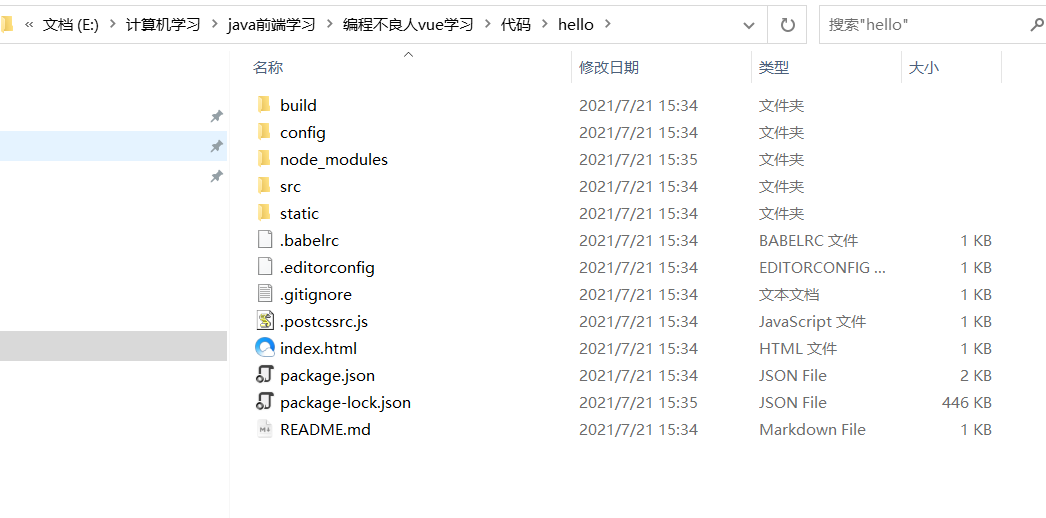 « 文档 (E:) > 计算机学习 > java前端学习 > 编程不良人vue学习 > 代码 > hello > 搜索"hello"
名称 修改日期 类型 大小
build 2021/7/21 15:34 文件夹
config 2021/7/21 15:34 文件夹
node_modules 2021/7/21 15:35 文件夹
src 2021/7/21 15:34 文件夹
static 2021/7/21 15:34 文件夹
.babelrc 2021/7/21 15:34 BABELRC 文件 1 KB
.editorconfig 2021/7/21 15:34 EDITORCONFIG ... 1 KB
.gitignore 2021/7/21 15:34 文本文档 1 KB
.postcssrc.js 2021/7/21 15:34 JavaScript 文件 1 KB
index.html 2021/7/21 15:34 HTML 文件 1 KB
package.json 2021/7/21 15:34 JSON File 2 KB
package-lock.json 2021/7/21 15:35 JSON File 446 KB
README.md 2021/7/21 15:34 Markdown File 1 KB